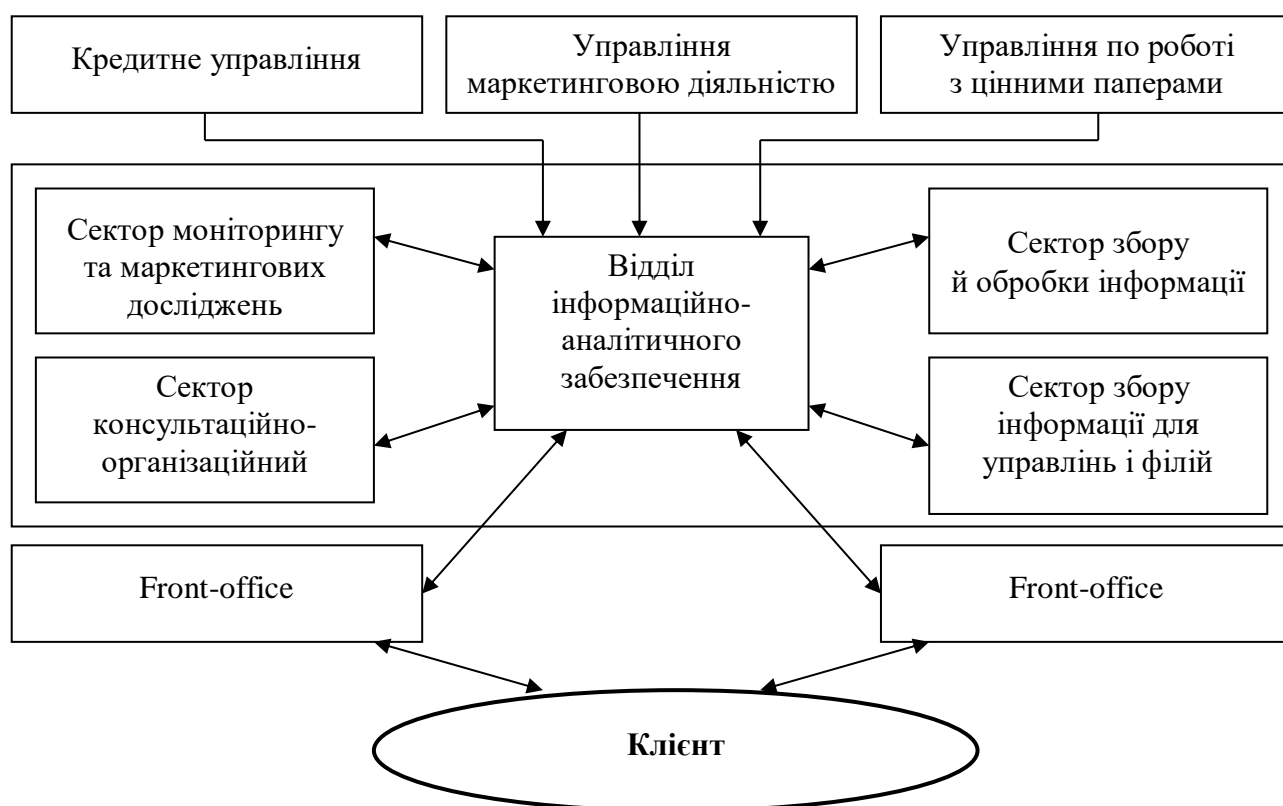 Кредитне управління
Управління
маркетинговою діяльністю
Управління по роботі
з цінними паперами
Сектор моніторингу
та маркетингових
досліджень
Відділ
інформаційно-
аналітичного
забезпечення
Сектор збору
й обробки інформації
Сектор
консультаційно-
організаційний
Сектор збору
інформації для
управлінь і філій
Front-office
Front-office
Клієнт